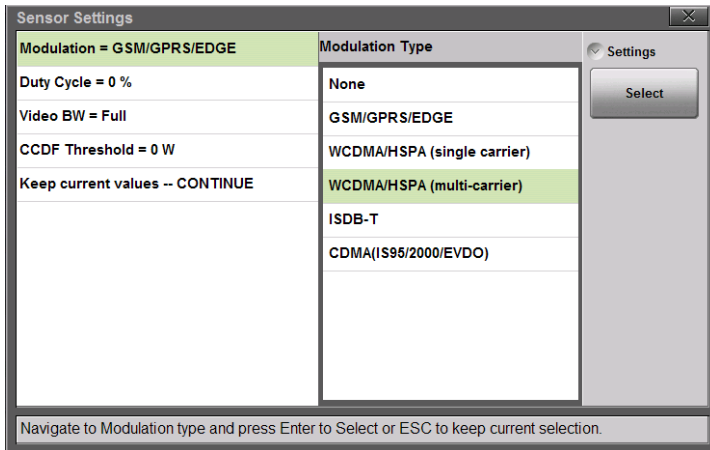 Sensor Settings
Modulation = GSM/GPRS/EDGE
Duty Cycle = 0 %
Video BW = Full
CCDF Threshold = 0 W
Keep current values -- CONTINUE
Modulation Type
None
GSM/GPRS/EDGE
WCDMA/HSPA (single carrier)
WCDMA/HSPA (multi-carrier)
ISDB-T
CDMA(IS95/2000/EVDO)
Settings
Select
Navigate to Modulation type and press Enter to Select or ESC to keep current selection.